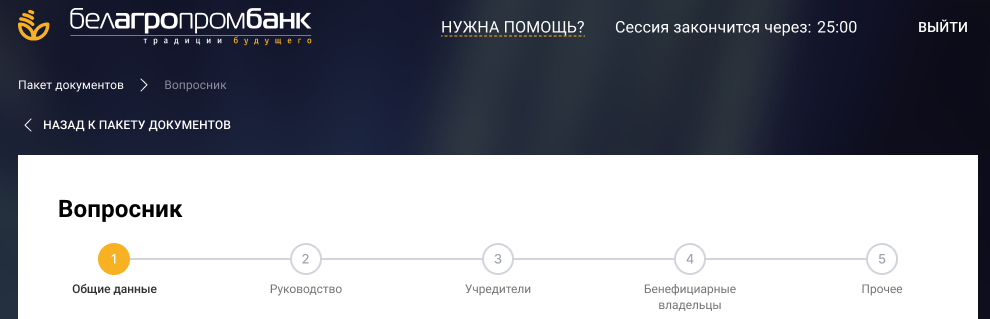 белагропромбанк
традиции будущего
НУЖНА ПОМОЩЬ?
Сессия закончится через: 25:00
ВЫЙТИ
Пакет документов
Вопросник
НАЗАД К ПАКЕТУ ДОКУМЕНТОВ
Вопросник
1
2
3
4
5
Общие данные
Руководство
Учредители
Бенефициарные
владельцы
Прочее